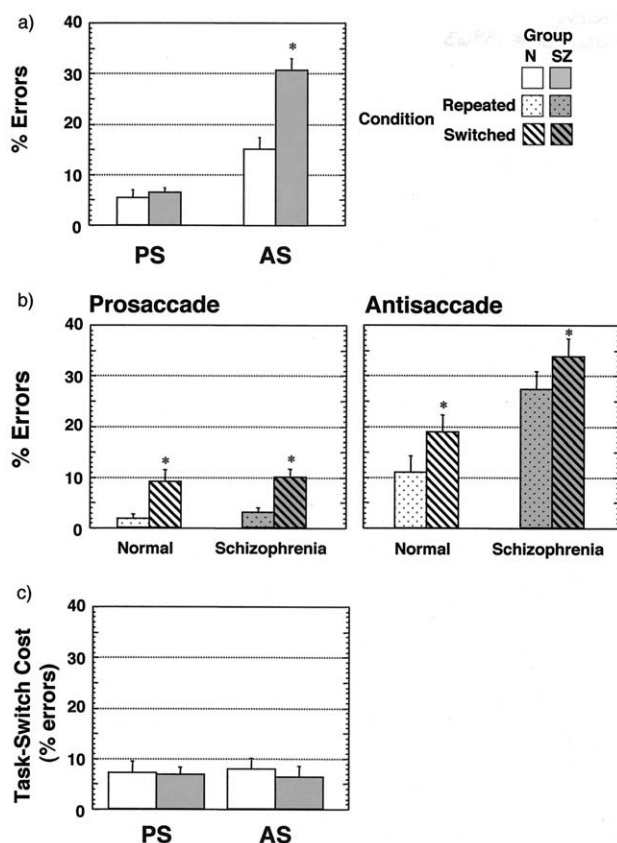 a)
% Errors
40
30
20
10
0
*
PS AS
Group
N SZ
Condition
Repeated
Switched
b)
Prosaccade Antisaccade
% Errors
40
30
20
10
0
* *
* *
Normal Schizophrenia Normal Schizophrenia
c)
Task-Switch Cost
(% errors)
40
30
20
10
0
PS AS